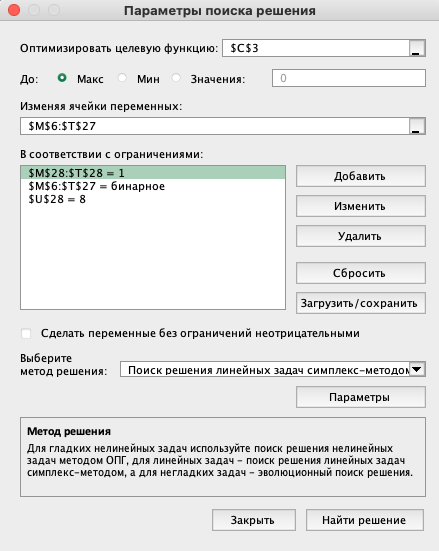 Параметры поиска решения
Оптимизировать целевую функцию: $C$3
До: Макс Мин Значения: 0
Изменяя ячейки переменных:
$M$6:$T$27
В соответствии с ограничениями:
$M$28:$T$28 = 1
$M$6:$T$27 = бинарное
$U$28 = 8
Добавить
Изменить
Удалить
Сбросить
Загрузить/сохранить
Сделать переменные без ограничений неотрицательными
Выберите
метод решения:
Поиск решения линейных задач симплекс-методом
Параметры
Метод решения
Для гладких нелинейных задач используйте поиск решения нелинейных
задач методом ОПГ, для линейных задач - поиск решения линейных задач
симплекс-методом, а для негладких задач - эволюционный поиск решения.
Закрыть
Найти решение